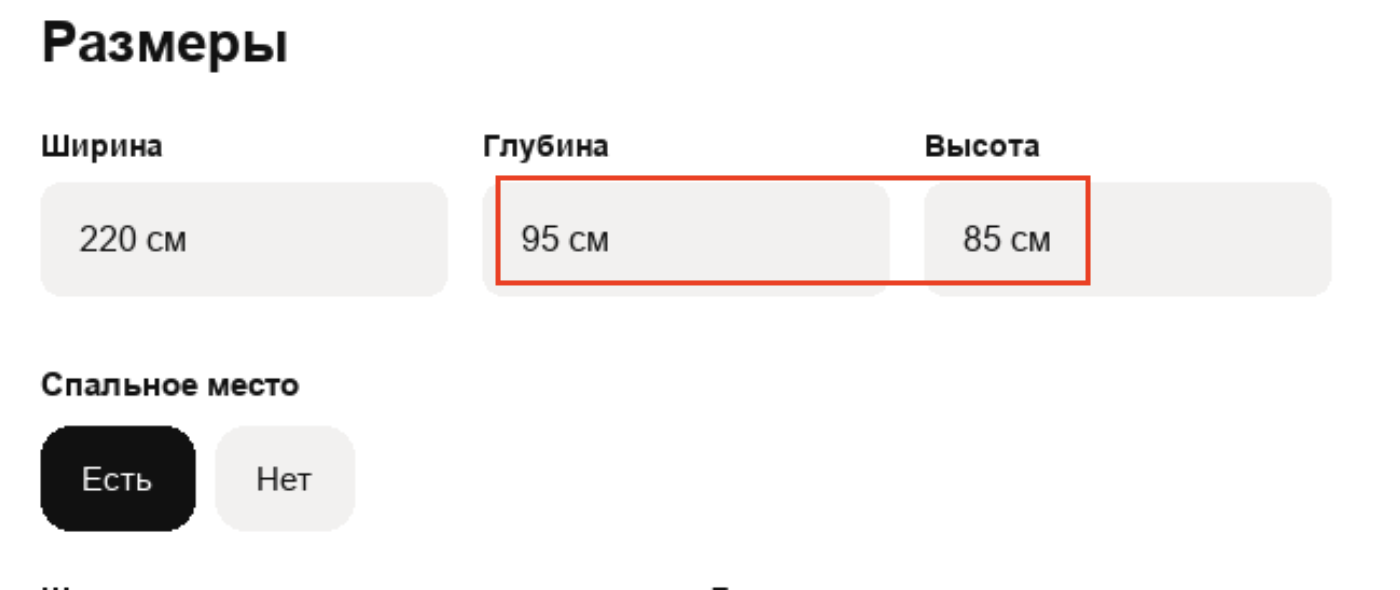 Размеры
Ширина Глубина Высота
220 см 95 см 85 см
Спальное место
Есть Нет